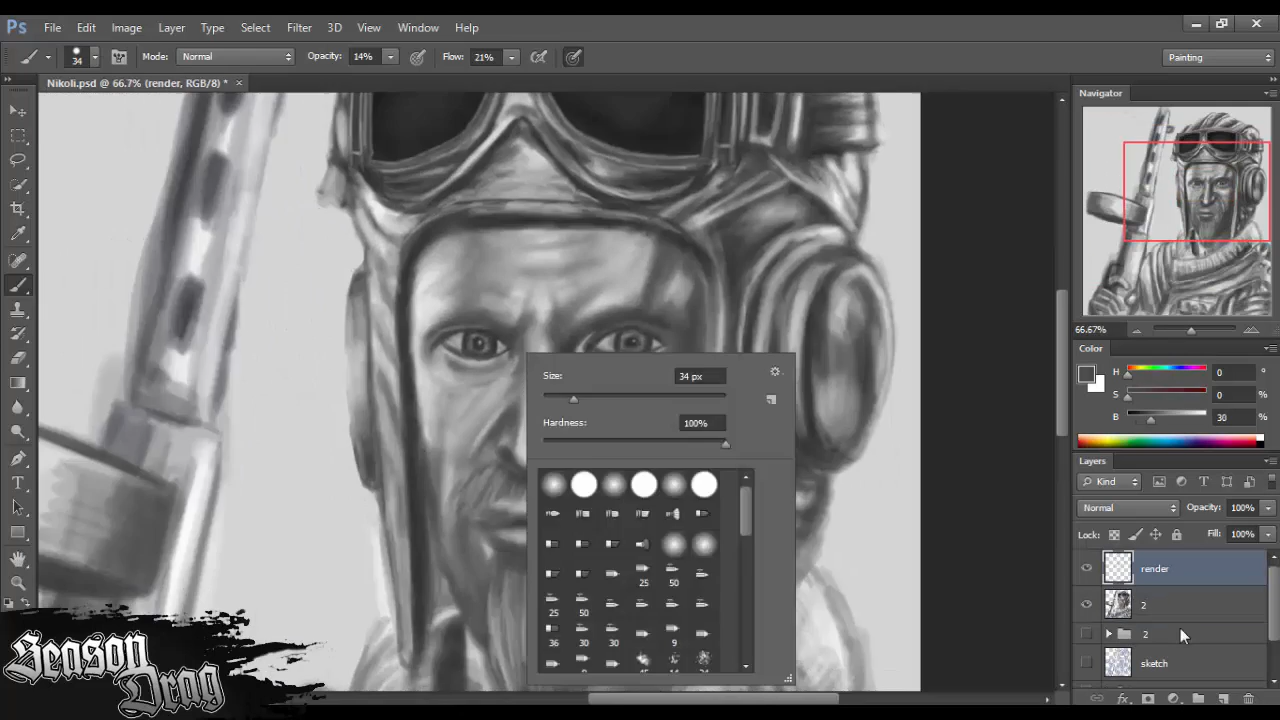 Ps File Edit Image Layer Type Select Filter 3D View Window Help
34 Mode: Normal Opacity: 14% Flow: 21% Painting
Nikoli.psd @ 66.7% (render, RGB/8) * ×
Navigator
66.67%
Color
H 0 °
S 0 %
B 30 %
Layers
Kind
Normal Opacity: 100%
Lock: Fill: 100%
render
2
2
sketch
fx
Size: 34 px
Hardness: 100%
25 50
25 50
36 30 30 9
Season
Drag